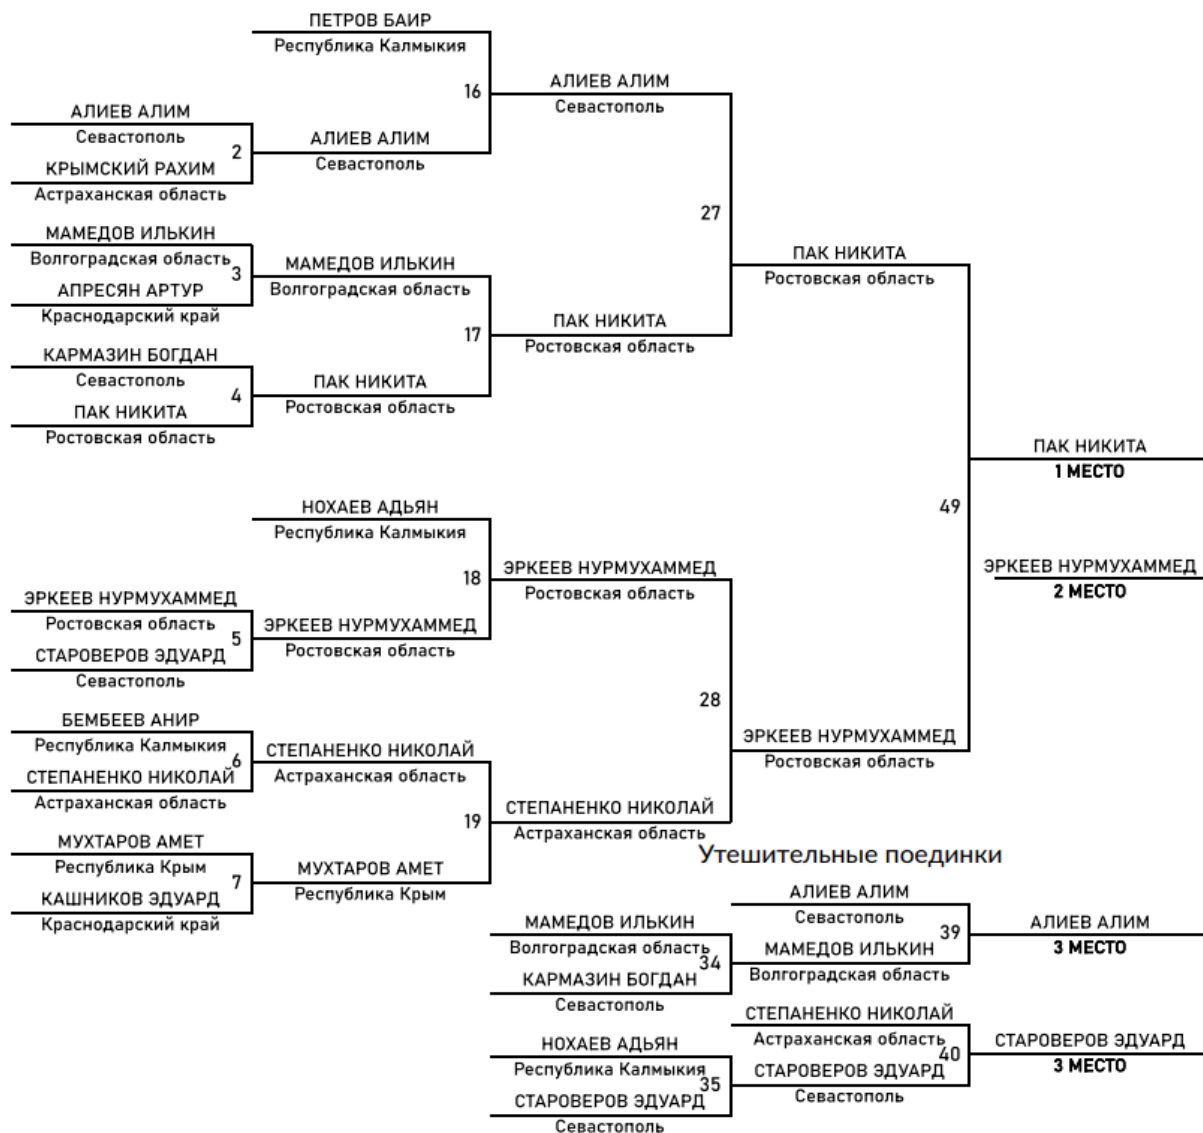 ПЕТРОВ БАИР
Республика Калмыкия
16
АЛИЕВ АЛИМ
Севастополь
АЛИЕВ АЛИМ
Севастополь
2
КРЫМСКИЙ РАХИМ
Астраханская область
АЛИЕВ АЛИМ
Севастополь
27
МАМЕДОВ ИЛЬКИН
Волгоградская область
3
АПРЕСЯН АРТУР
Краснодарский край
МАМЕДОВ ИЛЬКИН
Волгоградская область
17
ПАК НИКИТА
Ростовская область
ПАК НИКИТА
Ростовская область
КАРМАЗИН БОГДАН
Севастополь
4
ПАК НИКИТА
Ростовская область
ПАК НИКИТА
Ростовская область
ПАК НИКИТА
1 МЕСТО
49
ЭРКЕЕВ НУРМУХАММЕД
2 МЕСТО
НОХАЕВ АДЬЯН
Республика Калмыкия
18
ЭРКЕЕВ НУРМУХАММЕД
Ростовская область
ЭРКЕЕВ НУРМУХАММЕД
Ростовская область
5
СТАРОВЕРОВ ЭДУАРД
Севастополь
ЭРКЕЕВ НУРМУХАММЕД
Ростовская область
28
ЭРКЕЕВ НУРМУХАММЕД
Ростовская область
БЕМБЕЕВ АНИР
Республика Калмыкия
6
СТЕПАНЕНКО НИКОЛАЙ
Астраханская область
СТЕПАНЕНКО НИКОЛАЙ
Астраханская область
19
СТЕПАНЕНКО НИКОЛАЙ
Астраханская область
МУХТАРОВ АМЕТ
Республика Крым
7
КАШНИКОВ ЭДУАРД
Краснодарский край
МУХТАРОВ АМЕТ
Республика Крым
Утешительные поединки
АЛИЕВ АЛИМ
Севастополь
39
МАМЕДОВ ИЛЬКИН
Волгоградская область
34
КАРМАЗИН БОГДАН
Севастополь
МАМЕДОВ ИЛЬКИН
Волгоградская область
АЛИЕВ АЛИМ
3 МЕСТО
СТЕПАНЕНКО НИКОЛАЙ
Астраханская область
40
НОХАЕВ АДЬЯН
Республика Калмыкия
35
СТАРОВЕРОВ ЭДУАРД
Севастополь
СТАРОВЕРОВ ЭДУАРД
Севастополь
СТАРОВЕРОВ ЭДУАРД
3 МЕСТО